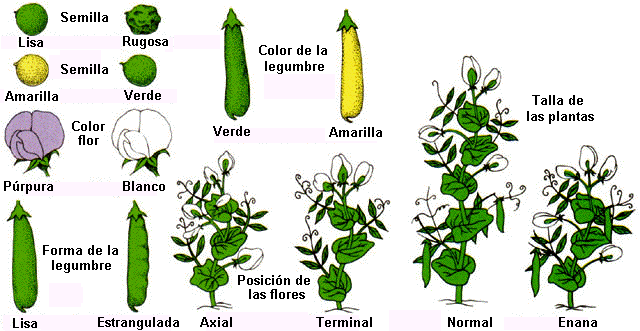 Semilla
Lisa
Rugosa
Semilla
Amarilla
Verde
Color
flor
Púrpura
Blanco
Color de la
legumbre
Verde
Amarilla
Talla de
las plantas
Forma de la
legumbre
Lisa
Estrangulada
Posición de
las flores
Axial
Terminal
Normal
Enana